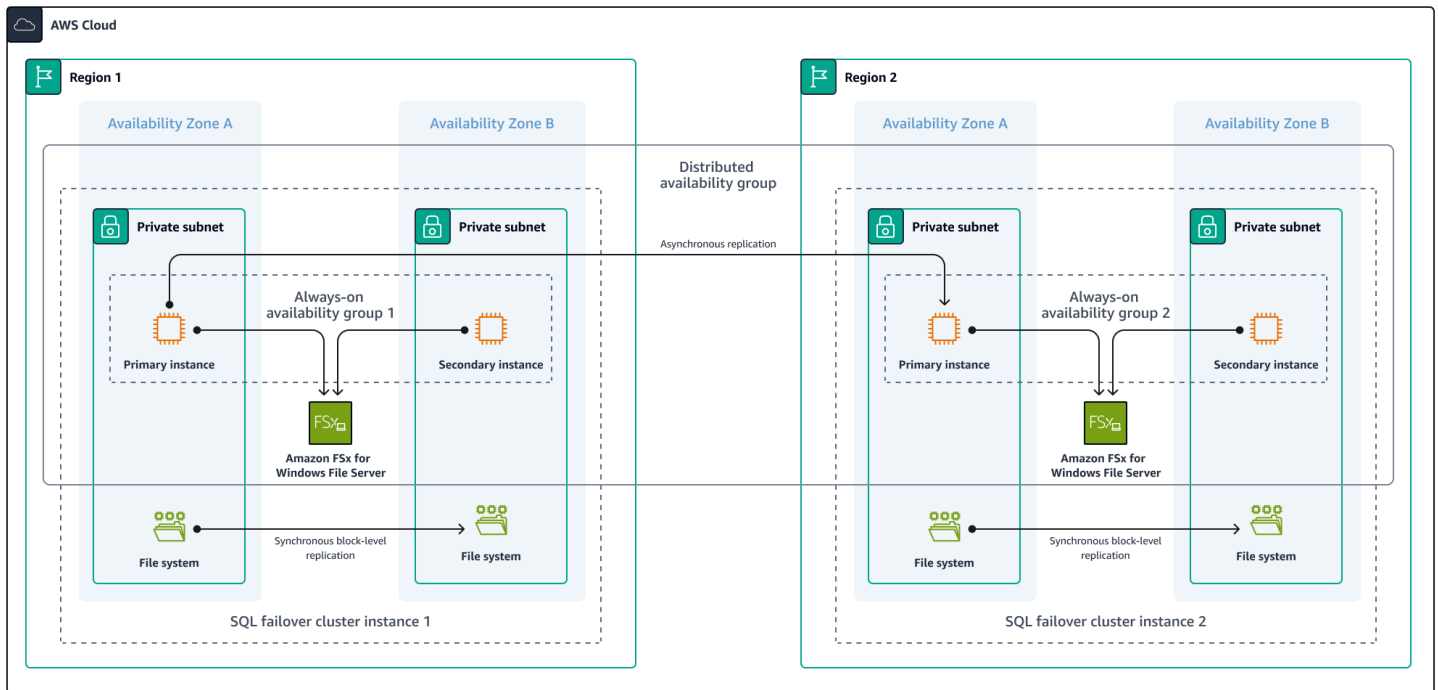 AWS Cloud
Region 1
Region 2
Availability Zone A
Availability Zone B
Availability Zone A
Availability Zone B
Distributed
availability group
Private subnet
Private subnet
Private subnet
Private subnet
Asynchronous replication
Always-on
availability group 1
Always-on
availability group 2
Primary instance
Secondary instance
Primary instance
Secondary instance
FSx
FSx
Amazon FSx for
Windows File Server
Amazon FSx for
Windows File Server
Synchronous block-level
replication
File system
File system
Synchronous block-level
replication
File system
File system
SQL failover cluster instance 1
SQL failover cluster instance 2